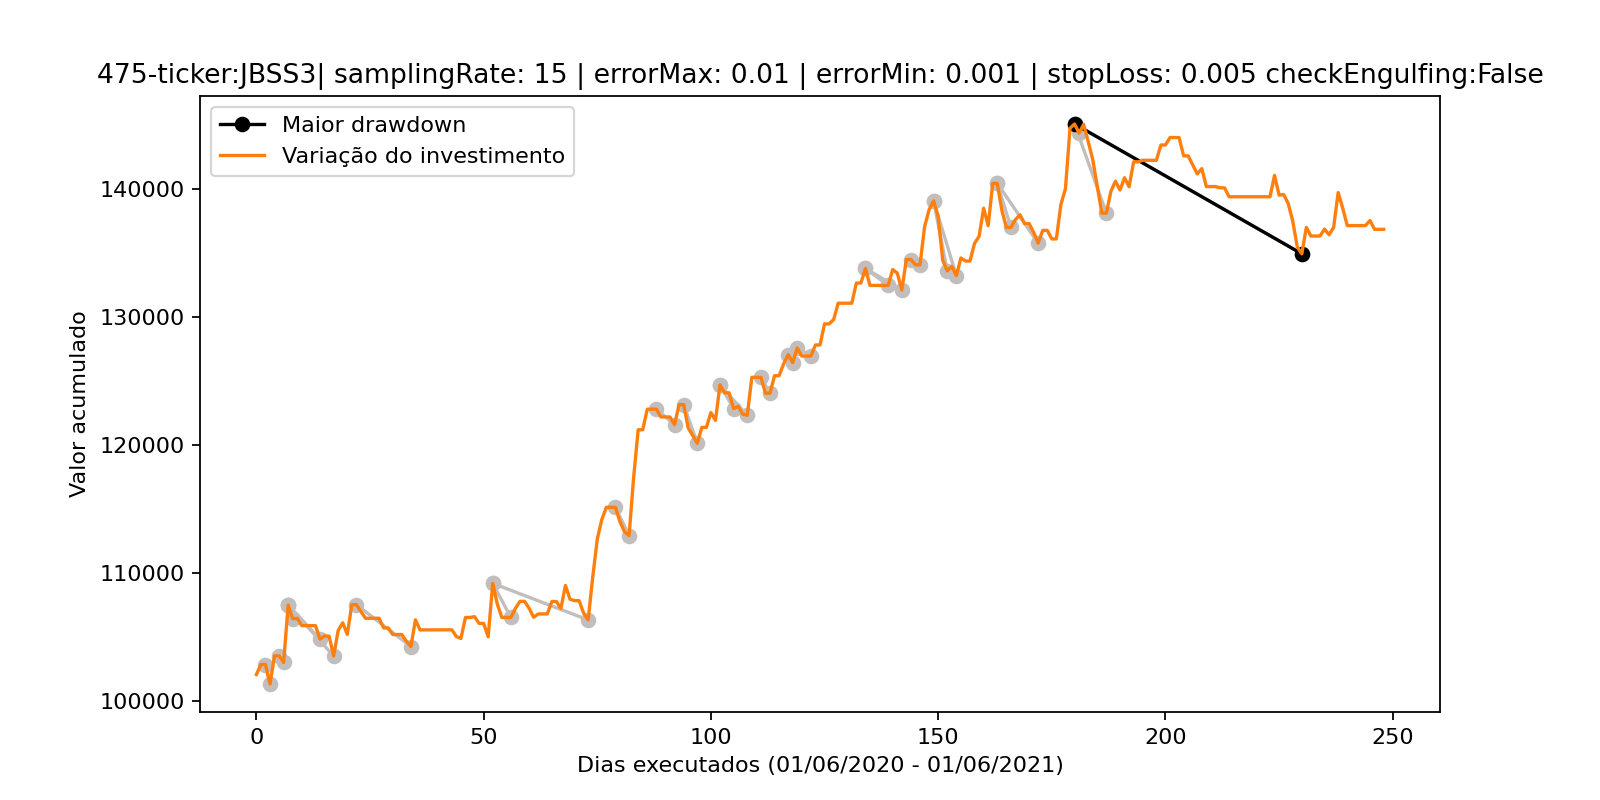 475-ticker:JBSS3| samplingRate: 15 | errorMax: 0.01 | errorMin: 0.001 | stopLoss: 0.005 checkEngulfing:False
Maior drawdown
Variação do investimento
Valor acumulado
140000
130000
120000
110000
100000
0 50 100 150 200 250
Dias executados (01/06/2020 - 01/06/2021)